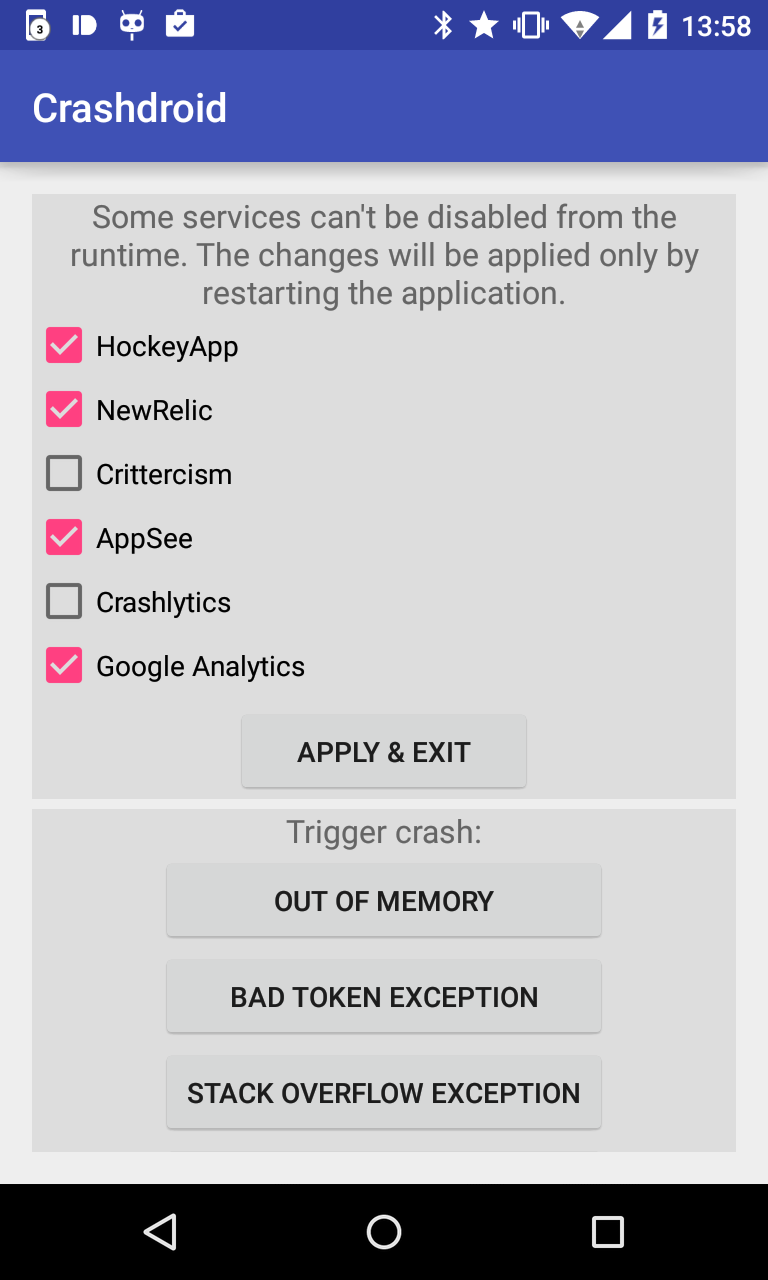 3
13:58
Crashdroid
Some services can't be disabled from the
runtime. The changes will be applied only by
restarting the application.
HockeyApp
NewRelic
Crittercism
AppSee
Crashlytics
Google Analytics
APPLY & EXIT
Trigger crash:
OUT OF MEMORY
BAD TOKEN EXCEPTION
STACK OVERFLOW EXCEPTION